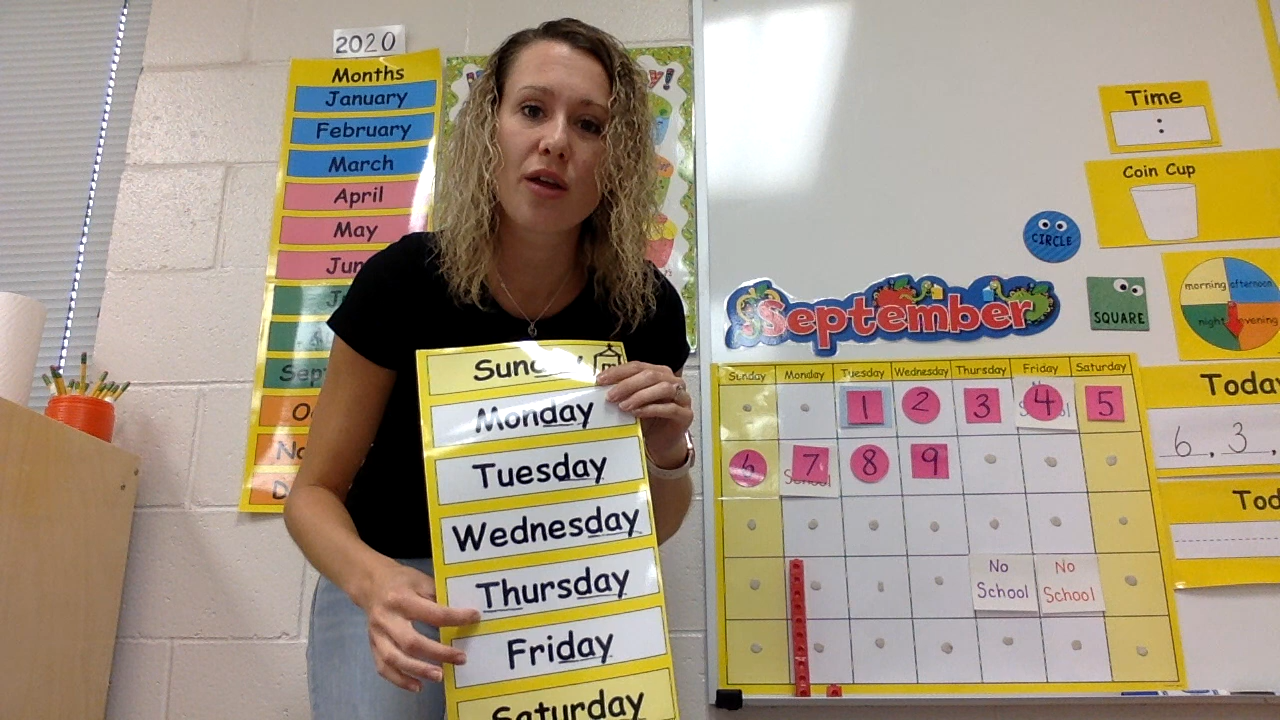 2020
Months
January
February
March
April
May
Sunday
Monday
Tuesday
Wednesday
Thursday
Friday
Saturday
September
Sunday Monday Tuesday Wednesday Thursday Friday Saturday
1 2 3 4 5
6 7 8 9
School
No School
No School
Time
:
Coin Cup
CIRCLE
SQUARE
morning afternoon
night evening
Today
6, 3,